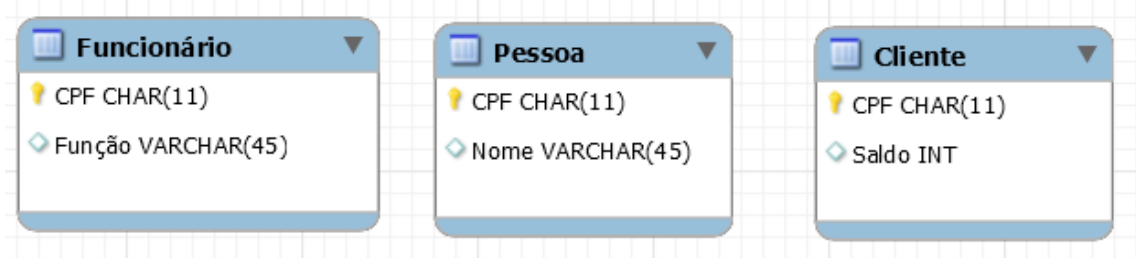 Funcionário
CPF CHAR(11)
Função VARCHAR(45)
Pessoa
CPF CHAR(11)
Nome VARCHAR(45)
Cliente
CPF CHAR(11)
Saldo INT